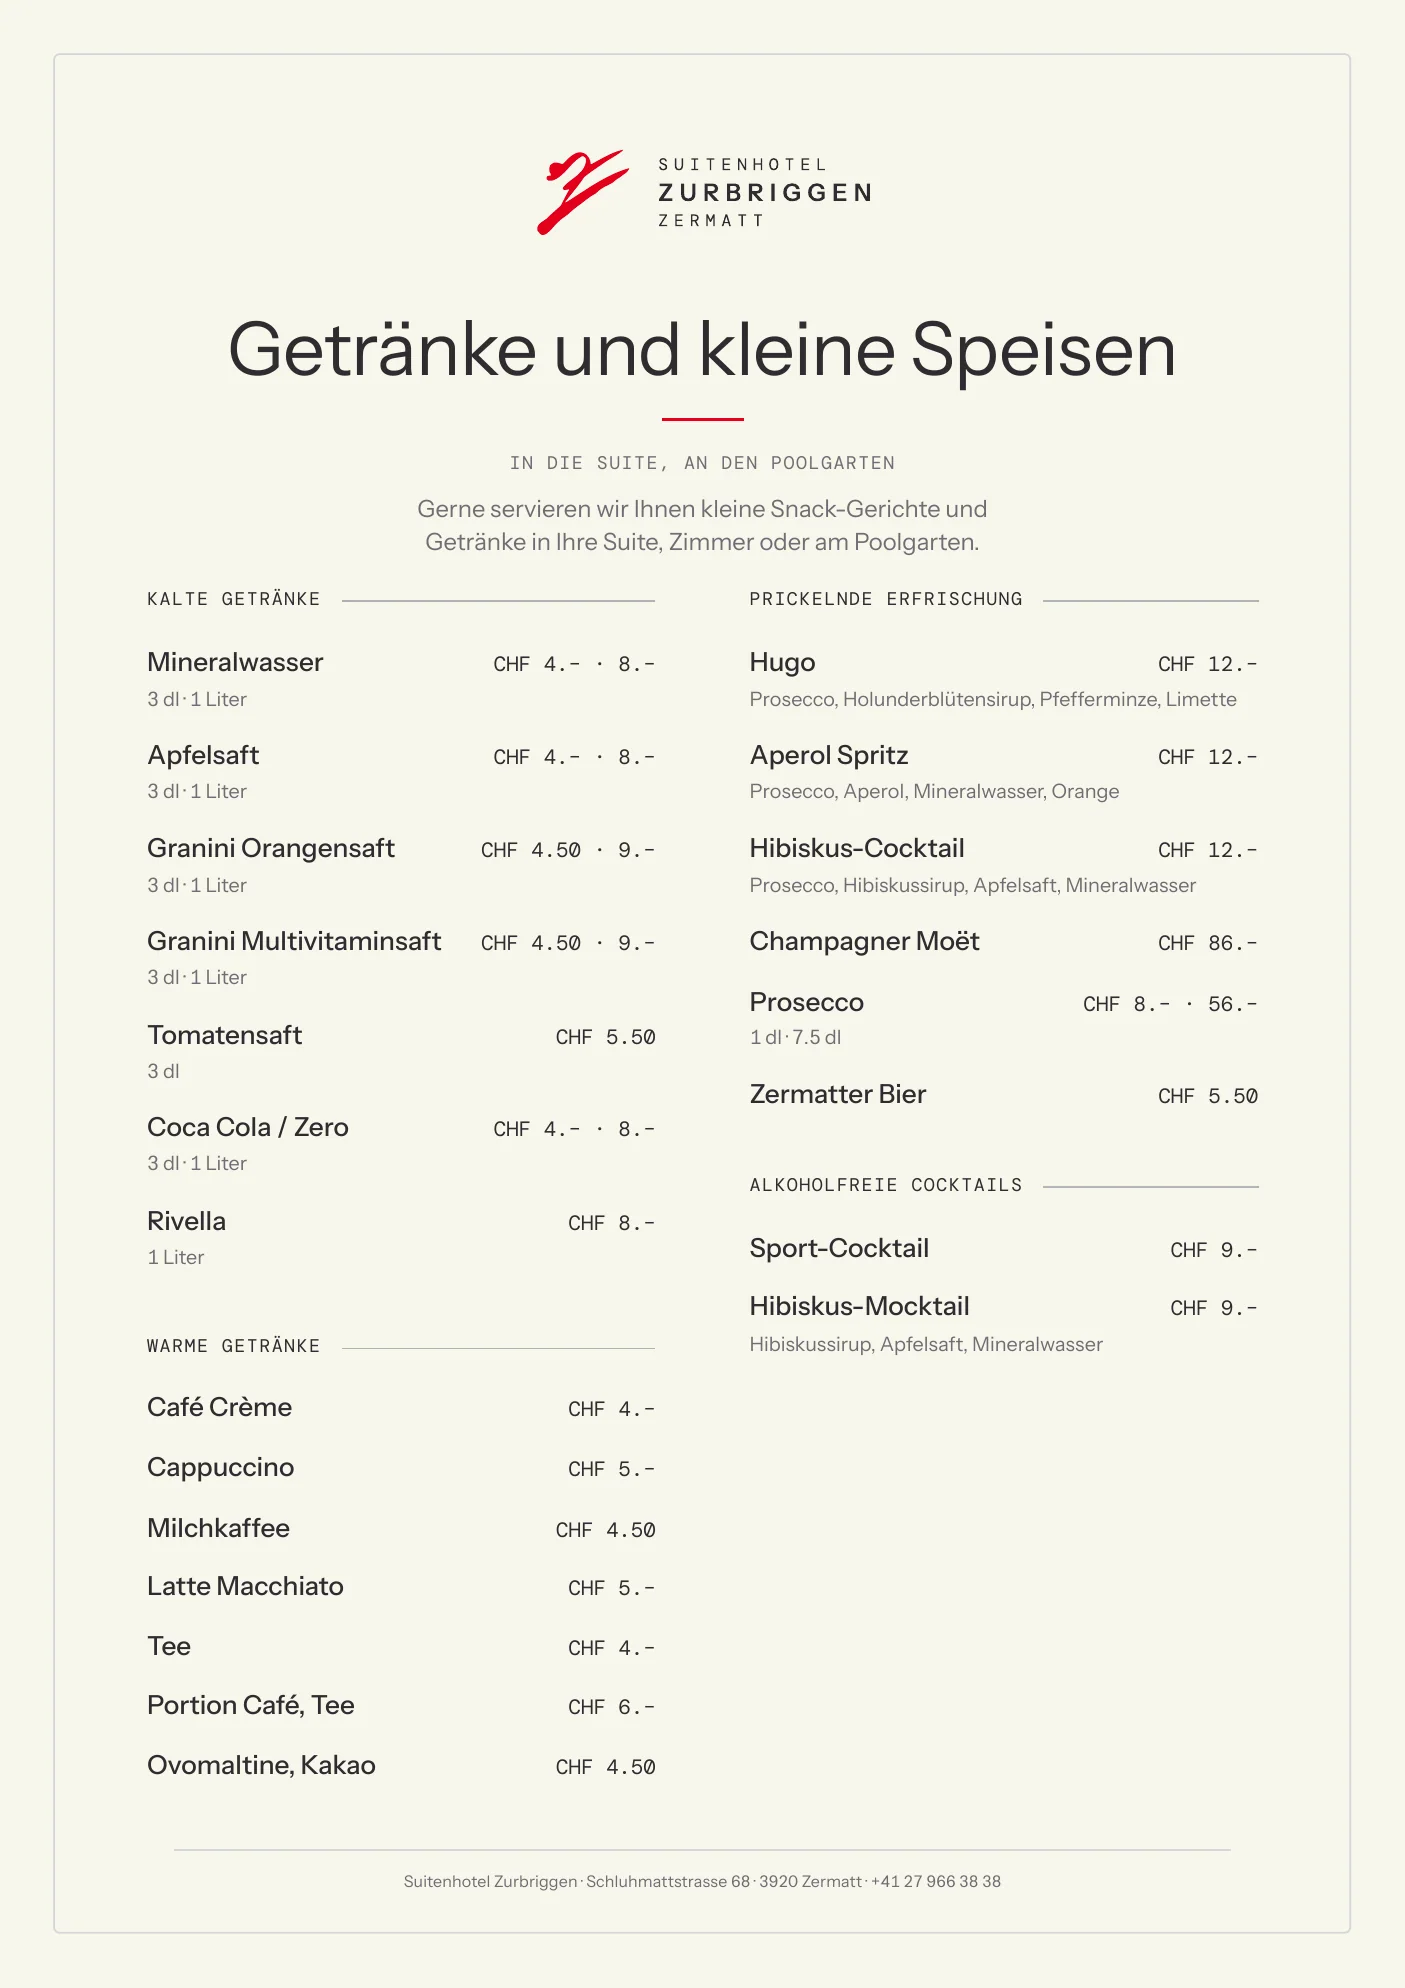 SUITENHOTEL
ZURBRIGGEN
ZERMATT
Getränke und kleine Speisen
IN DIE SUITE, AN DEN POOLGARTEN
Gerne servieren wir Ihnen kleine Snack-Gerichte und
Getränke in Ihre Suite, Zimmer oder am Poolgarten.
KALTE GETRÄNKE
Mineralwasser CHF 4.– · 8.–
3 dl · 1 Liter
Apfelsaft CHF 4.– · 8.–
3 dl · 1 Liter
Granini Orangensaft CHF 4.50 · 9.–
3 dl · 1 Liter
Granini Multivitaminsaft CHF 4.50 · 9.–
3 dl · 1 Liter
Tomatensaft CHF 5.50
3 dl
Coca Cola / Zero CHF 4.– · 8.–
3 dl · 1 Liter
Rivella CHF 8.–
1 Liter
WARME GETRÄNKE
Café Crème CHF 4.–
Cappuccino CHF 5.–
Milchkaffee CHF 4.50
Latte Macchiato CHF 5.–
Tee CHF 4.–
Portion Café, Tee CHF 6.–
Ovomaltine, Kakao CHF 4.50
PRICKELNDE ERFRISCHUNG
Hugo CHF 12.–
Prosecco, Holunderblütensirup, Pfefferminze, Limette
Aperol Spritz CHF 12.–
Prosecco, Aperol, Mineralwasser, Orange
Hibiskus-Cocktail CHF 12.–
Prosecco, Hibiskussirup, Apfelsaft, Mineralwasser
Champagner Moët CHF 86.–
Prosecco CHF 8.– · 56.–
1 dl · 7.5 dl
Zermatter Bier CHF 5.50
ALKOHOLFREIE COCKTAILS
Sport-Cocktail CHF 9.–
Hibiskus-Mocktail CHF 9.–
Hibiskussirup, Apfelsaft, Mineralwasser
Suitenhotel Zurbriggen · Schluhmattstrasse 68 · 3920 Zermatt · +41 27 966 38 38